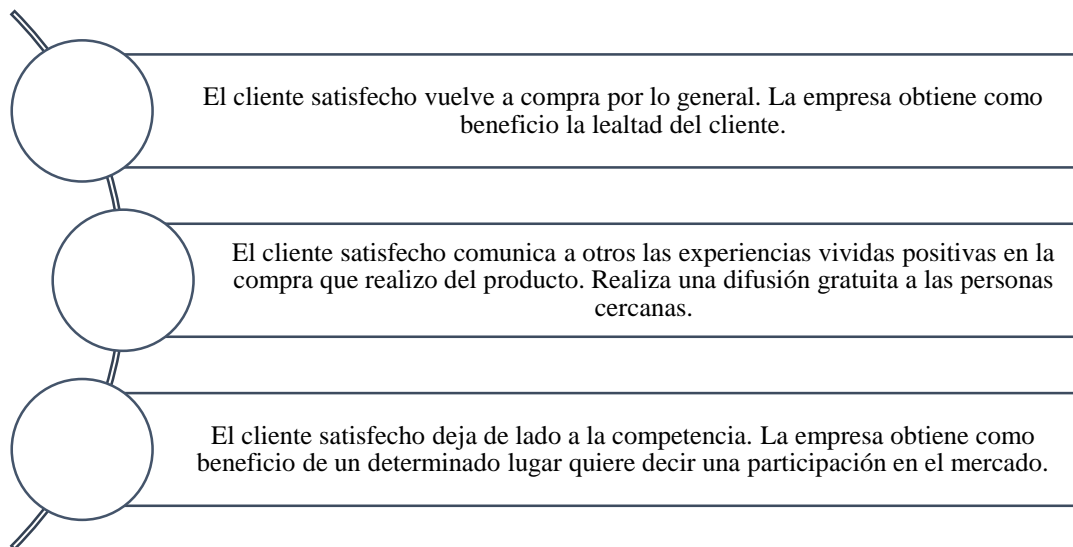 El cliente satisfecho vuelve a compra por lo general. La empresa obtiene como
beneficio la lealtad del cliente.
El cliente satisfecho comunica a otros las experiencias vividas positivas en la
compra que realizo del producto. Realiza una difusión gratuita a las personas
cercanas.
El cliente satisfecho deja de lado a la competencia. La empresa obtiene como
beneficio de un determinado lugar quiere decir una participación en el mercado.